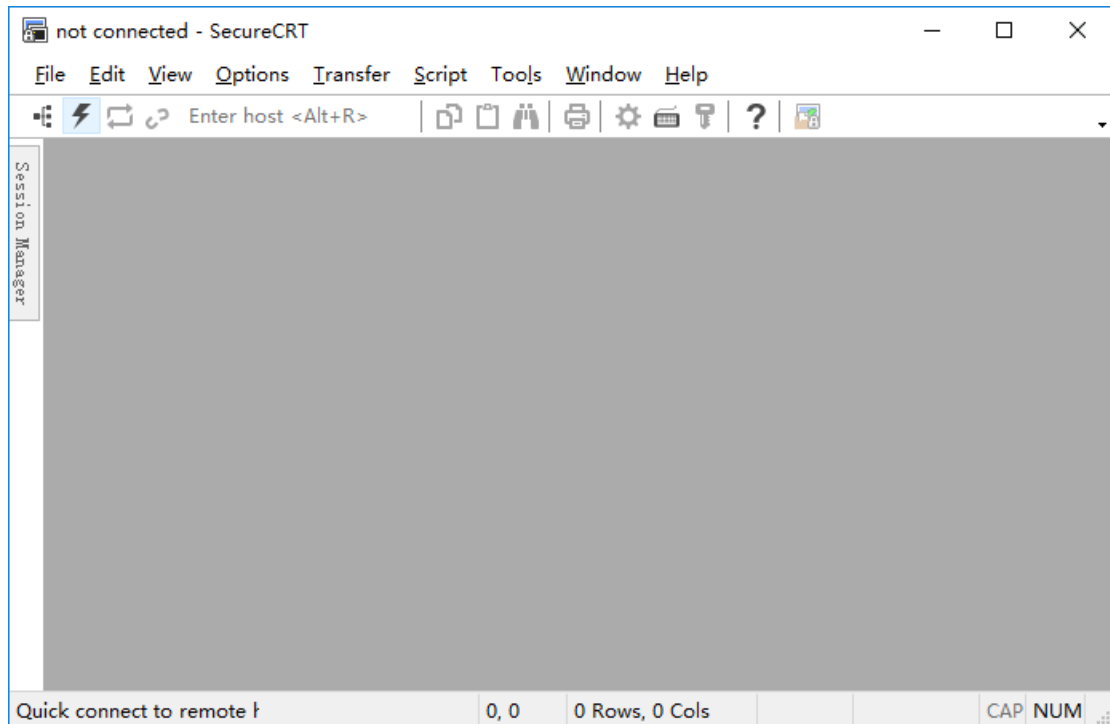 not connected - SecureCRT
File Edit View Options Transfer Script Tools Window Help
Enter host <Alt+R>
?
Session Manager
Quick connect to remote 0, 0 0 Rows, 0 Cols CAP NUM